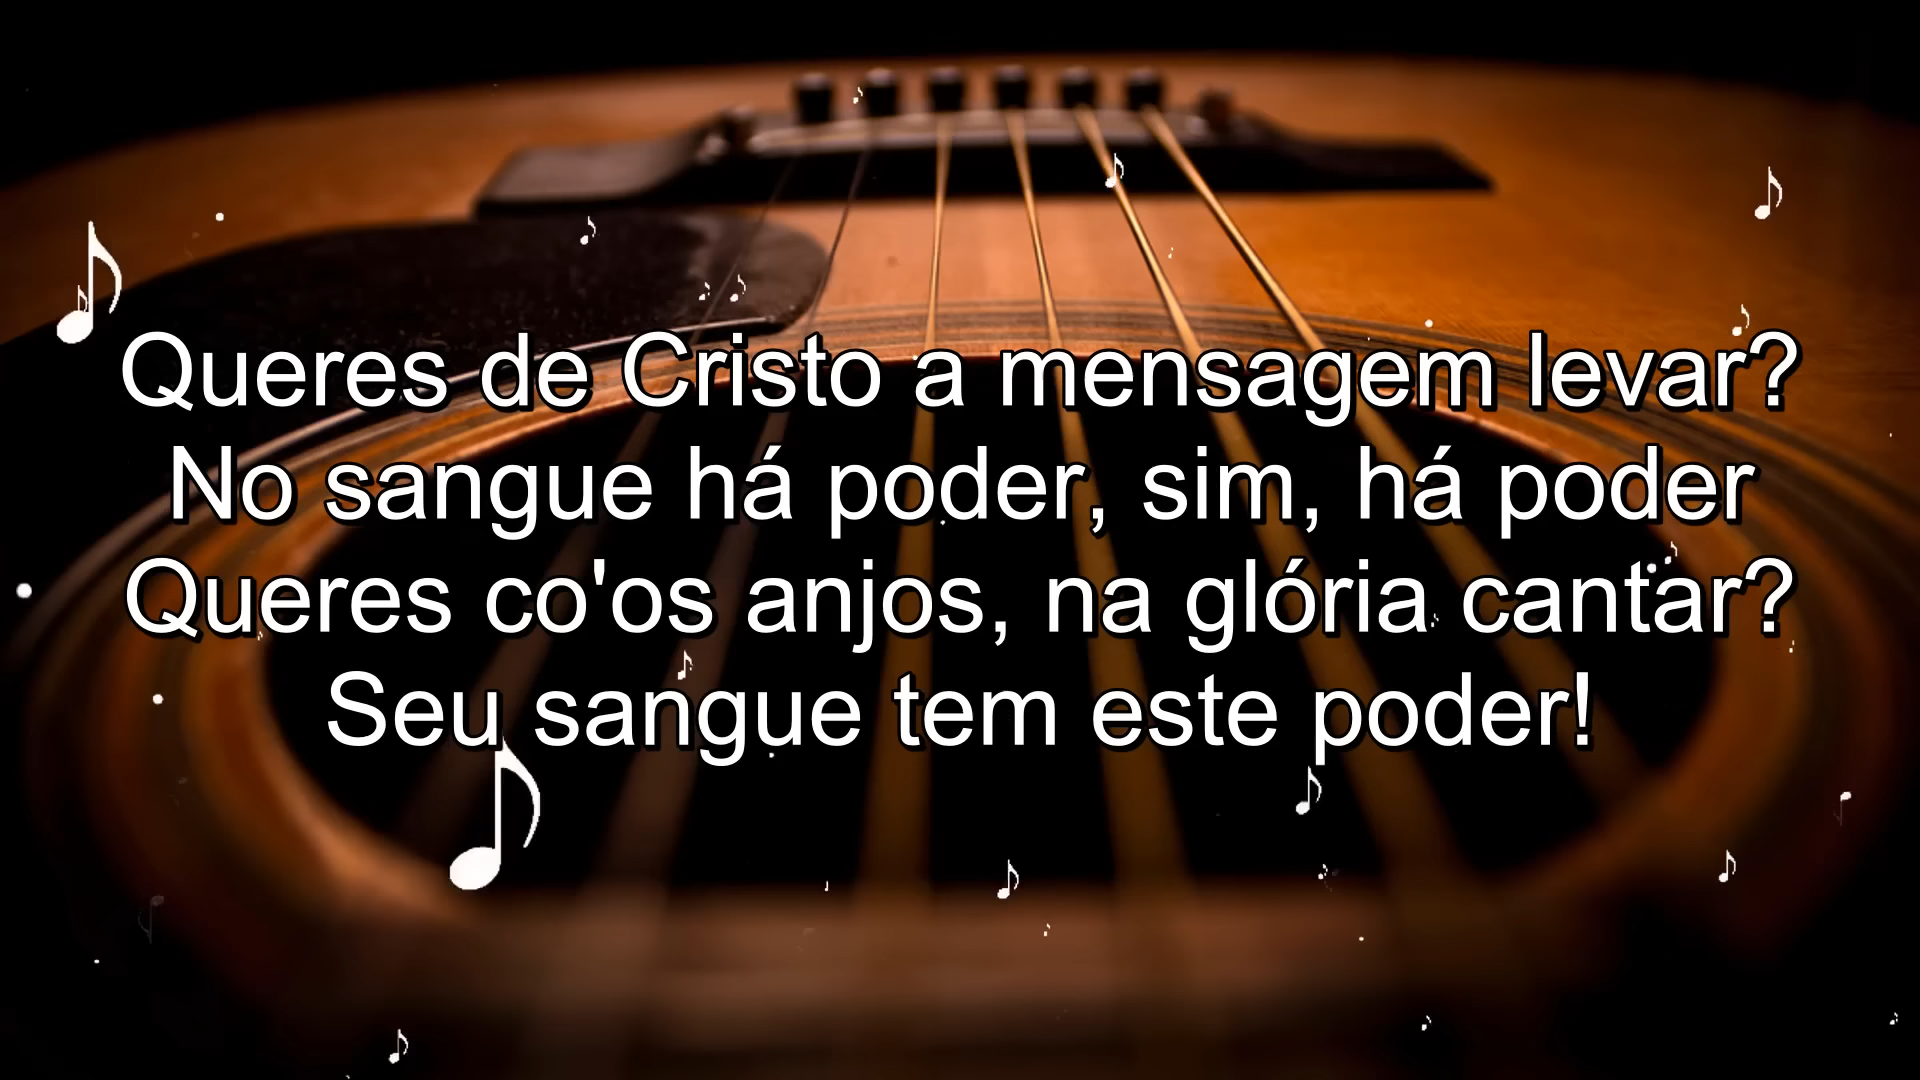 Queres de Cristo a mensagem levar?
No sangue há poder, sim, há poder
Queres co'os anjos, na glória cantar?
Seu sangue tem este poder!